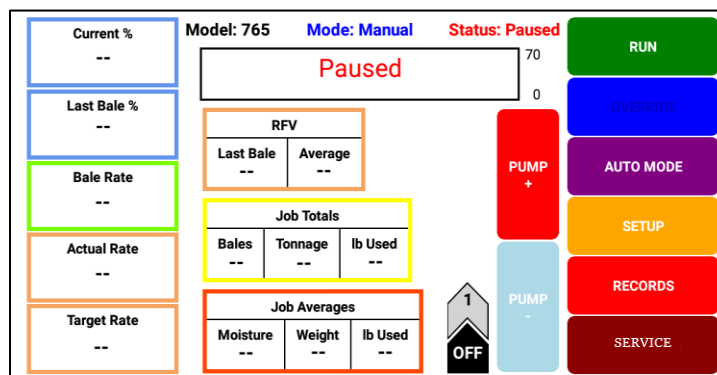 Model: 765 Mode: Manual Status: Paused
Paused
70
0
Current %
--
Last Bale %
--
Bale Rate
--
Actual Rate
--
Target Rate
--
RFV
Last Bale Average
-- --
Job Totals
Bales Tonnage lb Used
-- -- --
Job Averages
Moisture Weight lb Used
-- -- --
1
OFF
PUMP
+
PUMP
-
RUN
OVERRIDE
AUTO MODE
SETUP
RECORDS
SERVICE